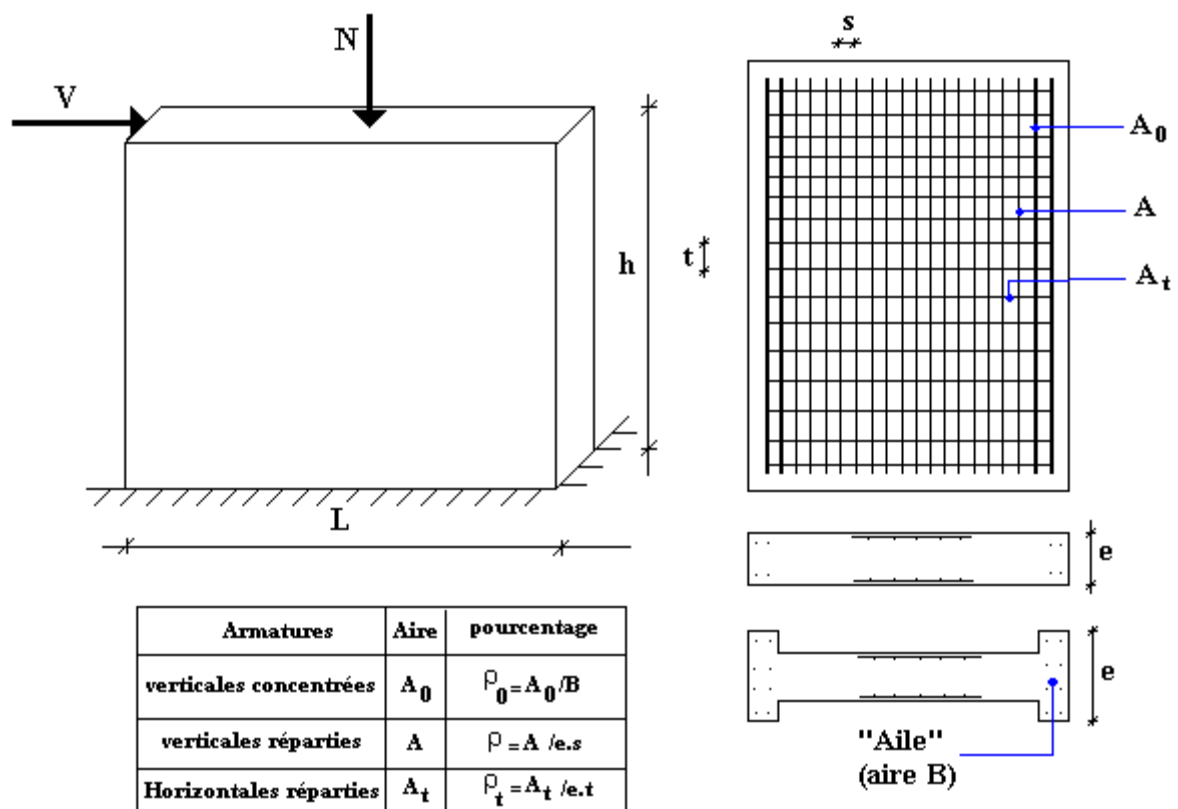 N
V
h
L
s
t
A0
A
At
e
e
"Aile"
(aire B)
Armatures Aire pourcentage
verticales concentrées A0 ρ0=A0/B
verticales réparties A ρ =A /e.s
Horizontales réparties At ρt=At /e.t